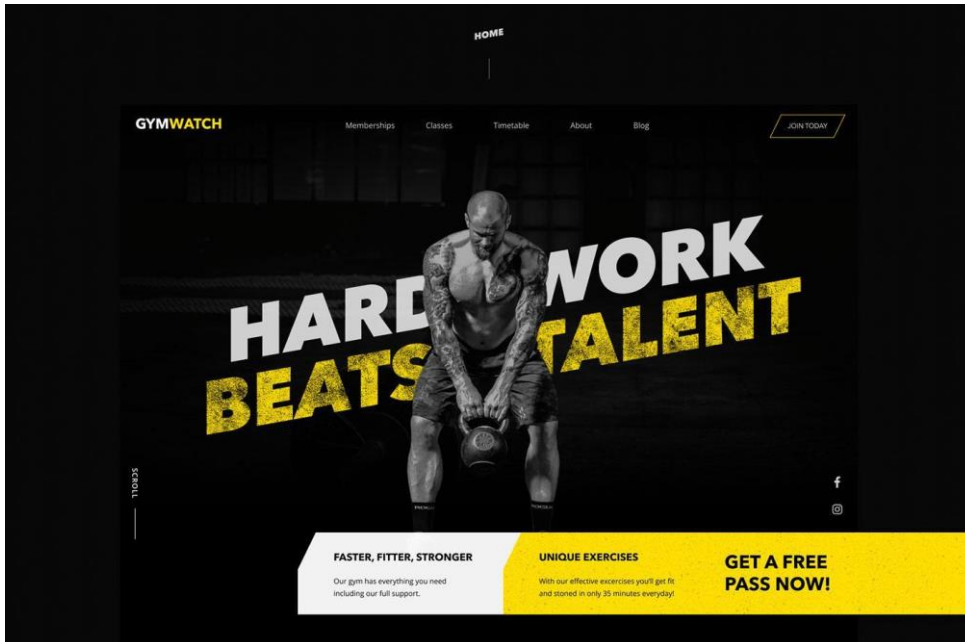 HOME
GYMWATCH
Memberships Classes Timetable About Blog
JOIN TODAY
HARD WORK
BEATS TALENT
SCROLL
FASTER, FITTER, STRONGER
Our gym has everything you need
including our full support.
UNIQUE EXERCISES
With our effective excercises you'll get fit
and stoned in only 35 minutes everyday!
GET A FREE
PASS NOW!